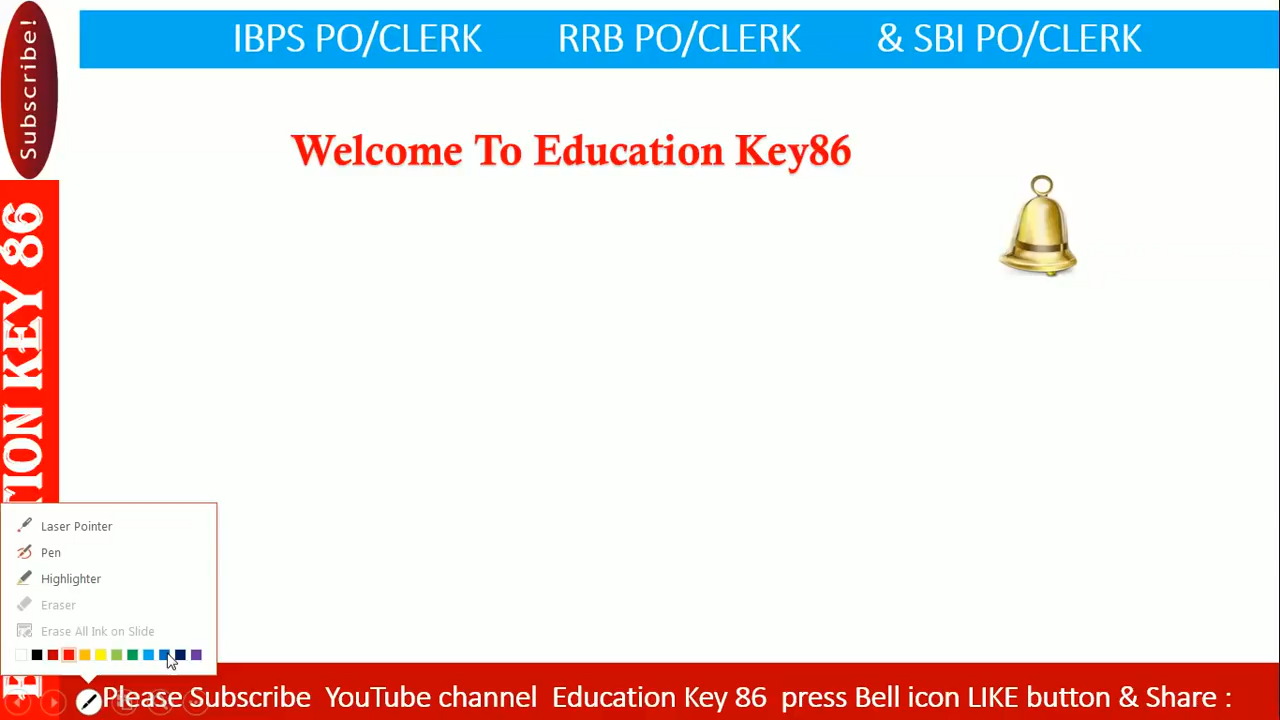 Subscribe!
IBPS PO/CLERK RRB PO/CLERK & SBI PO/CLERK
Welcome To Education Key86
TION KEY 86
Laser Pointer
Pen
Highlighter
Eraser
Erase All Ink on Slide
Please Subscribe YouTube channel Education Key 86 press Bell icon LIKE button & Share :